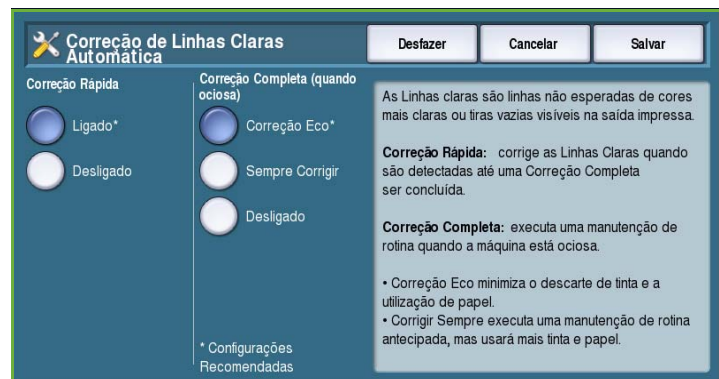 Correção de Linhas Claras
Automática
Desfazer
Cancelar
Salvar
Correção Rápida
Ligado*
Desligado
Correção Completa (quando
ociosa)
Correção Eco*
Sempre Corrigir
Desligado
* Configurações
Recomendadas
As Linhas claras são linhas não esperadas de cores
mais claras ou tiras vazias visíveis na saída impressa.
Correção Rápida: corrige as Linhas Claras quando
são detectadas até uma Correção Completa
ser concluída.
Correção Completa: executa uma manutenção de
rotina quando a máquina está ociosa.
• Correção Eco minimiza o descarte de tinta e a
utilização de papel.
• Corrigir Sempre executa uma manutenção de rotina
antecipada, mas usará mais tinta e papel.